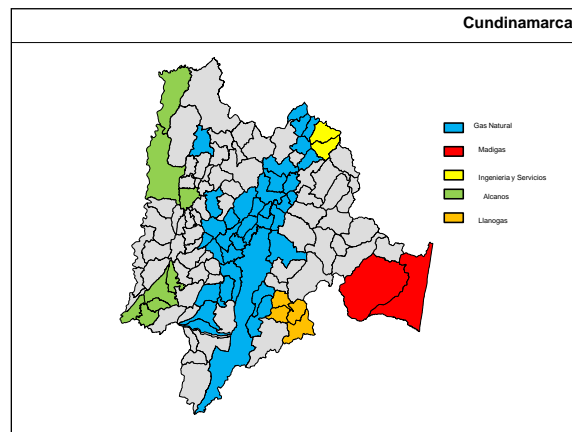 Cundinamarca
Gas Natural
Madigas
Ingenieria y Servicios
Alcanos
Llanogas